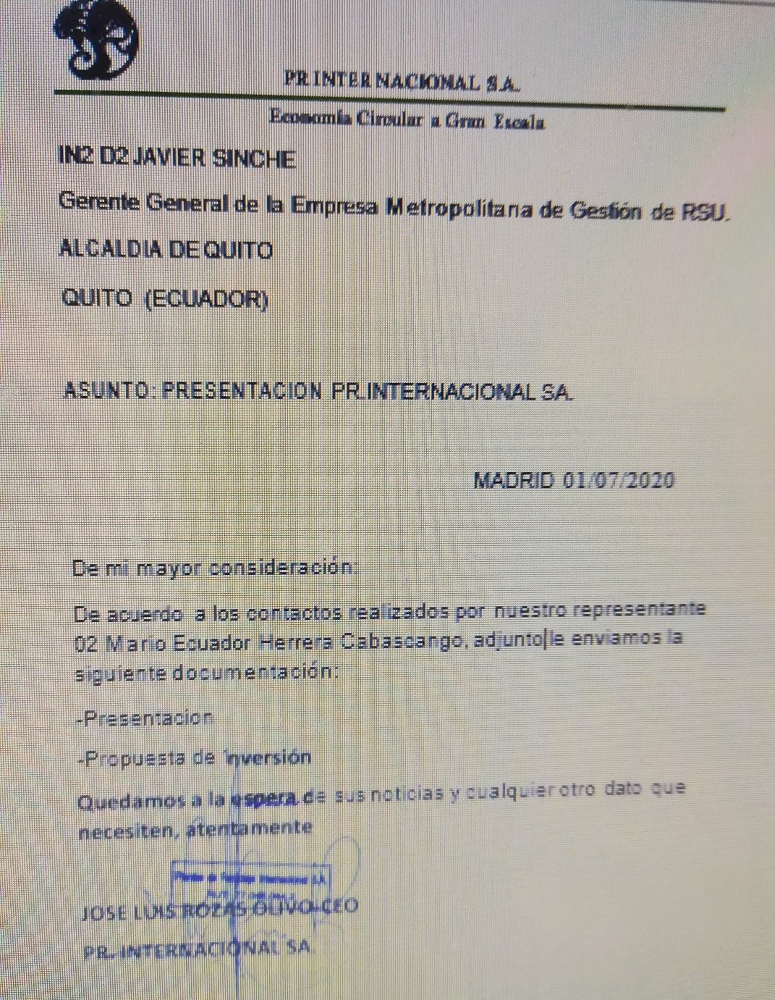 PR INTERNACIONAL S.A.
Economía Circular a Gran Escala
IN2 D2 JAVIER SINCHE
Gerente General de la Empresa Metropolitana de Gestión de RSU.
ALCALDIA DE QUITO
QUITO (ECUADOR)
ASUNTO: PRESENTACION PR.INTERNACIONAL SA.
MADRID 01/07/2020
De mi mayor consideración:
De acuerdo a los contactos realizados por nuestro representante
02 Mario Ecuador Herrera Cabascango, adjunto le enviamos la
siguiente documentación:
-Presentacion
-Propuesta de inversión
Quedamos a la espera de sus noticias y cualquier otro dato que
necesiten, atentamente
JOSE LUIS ROZAS OLIVO-CEO
PR. INTERNACIONAL SA.